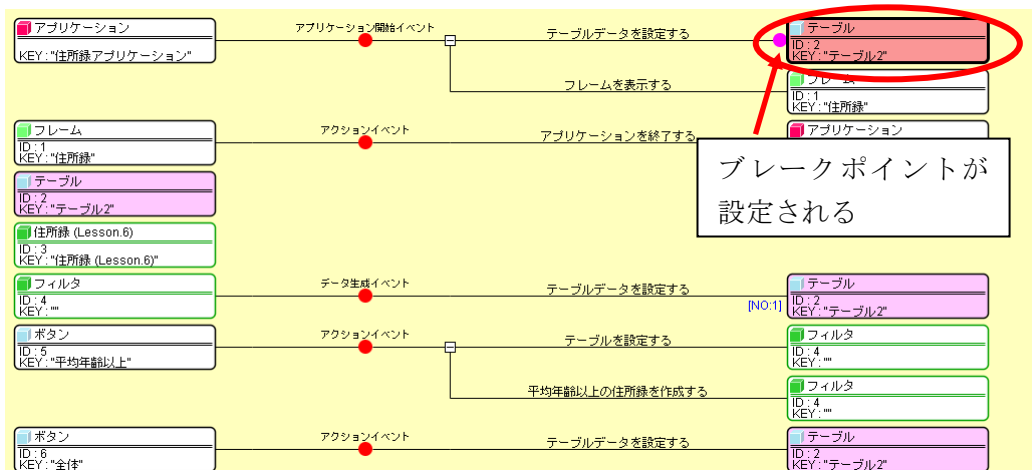 アプリケーション
KEY : "住所録アプリケーション"
アプリケーション開始イベント
テーブルデータを設定する
テーブル
ID : 2
KEY : "テーブル2"
フレームを表示する
フレーム
ID : 1
KEY : "住所録"
フレーム
ID : 1
KEY : "住所録"
アクションイベント
アプリケーションを終了する
アプリケーション
ブレークポイントが
設定される
テーブル
ID : 2
KEY : "テーブル2"
住所録 (Lesson.6)
ID : 3
KEY : "住所録 (Lesson.6)"
フィルタ
ID : 4
KEY : ""
データ生成イベント
テーブルデータを設定する
[NO:1]
テーブル
ID : 2
KEY : "テーブル2"
ボタン
ID : 5
KEY : "平均年齢以上"
アクションイベント
テーブルを設定する
フィルタ
ID : 4
KEY : ""
平均年齢以上の住所録を作成する
フィルタ
ID : 4
KEY : ""
ボタン
ID : 6
KEY : "全体"
アクションイベント
テーブルデータを設定する
テーブル
ID : 2
KEY : "テーブル2"